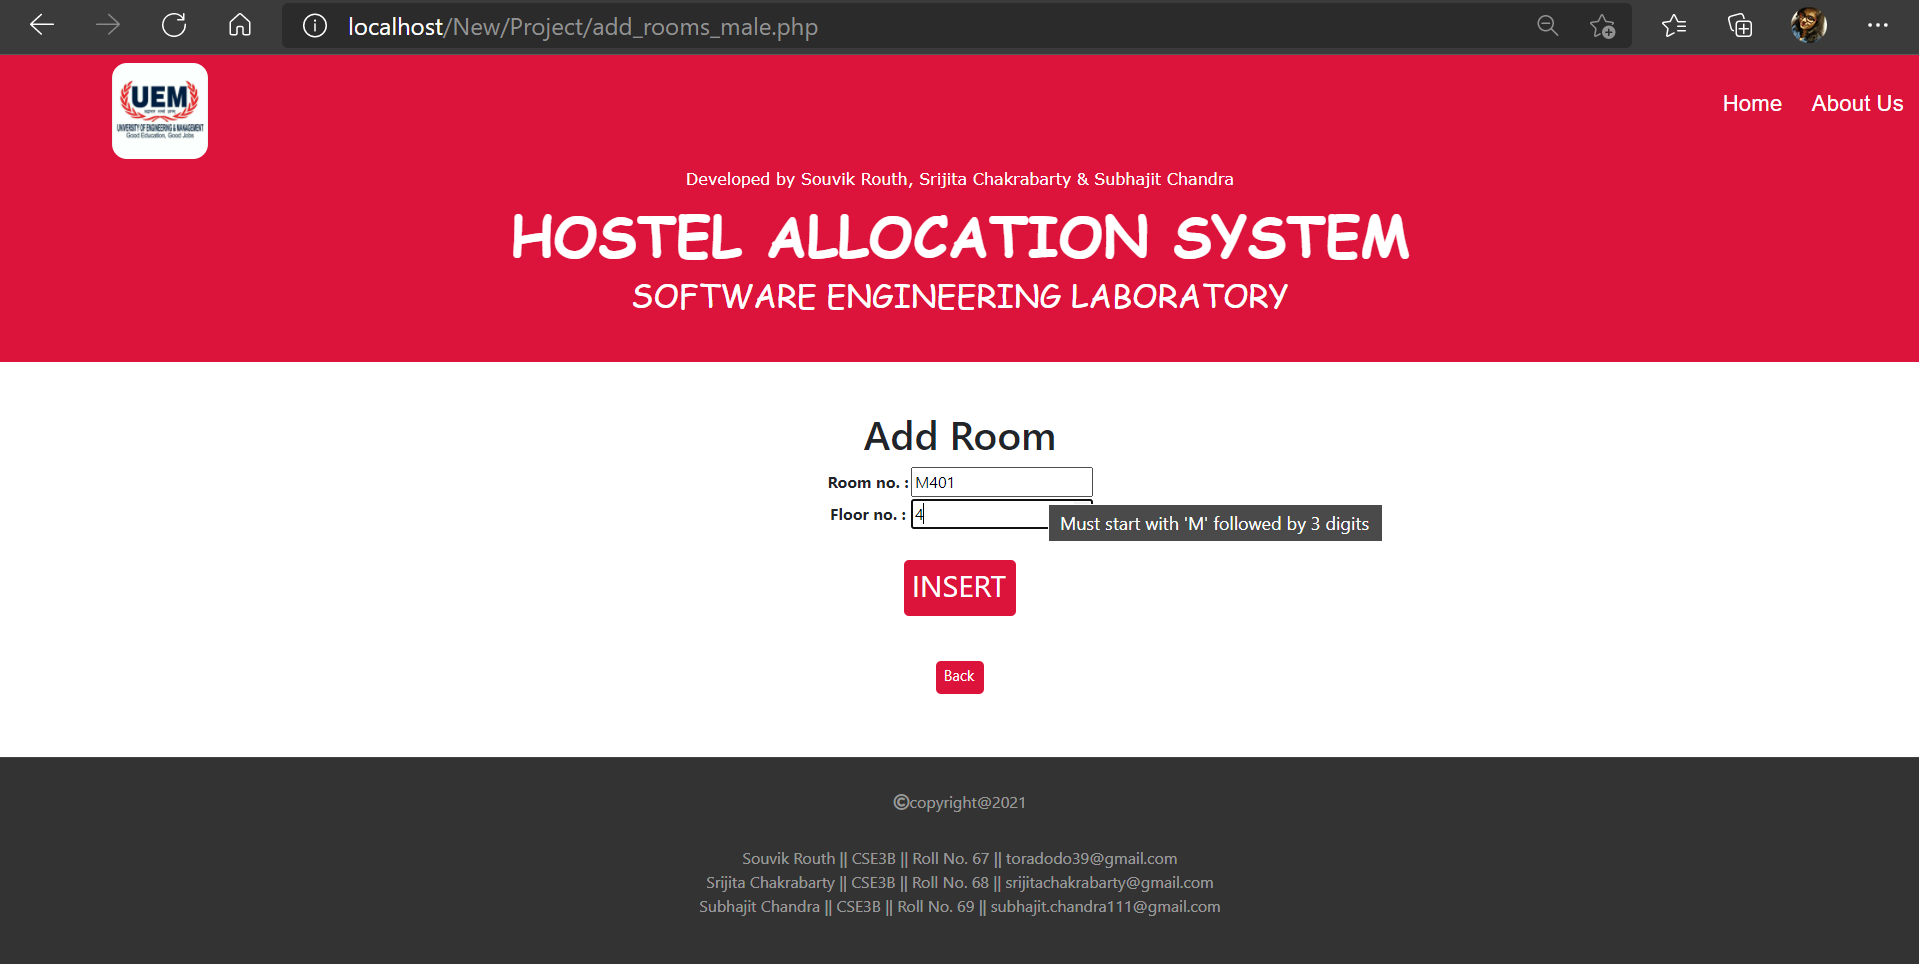 localhost/New/Project/add_rooms_male.php
UEM
UNIVERSITY OF ENGINEERING & MANAGEMENT
Good Education, Good Jobs
Home About Us
Developed by Souvik Routh, Srijita Chakrabarty & Subhajit Chandra
HOSTEL ALLOCATION SYSTEM
SOFTWARE ENGINEERING LABORATORY
Add Room
Room no. : M401
Floor no. : 4
Must start with 'M' followed by 3 digits
INSERT
Back
©copyright@2021
Souvik Routh || CSE3B || Roll No. 67 || toradodo39@gmail.com
Srijita Chakrabarty || CSE3B || Roll No. 68 || srijitachakrabarty@gmail.com
Subhajit Chandra || CSE3B || Roll No. 69 || subhajit.chandra111@gmail.com